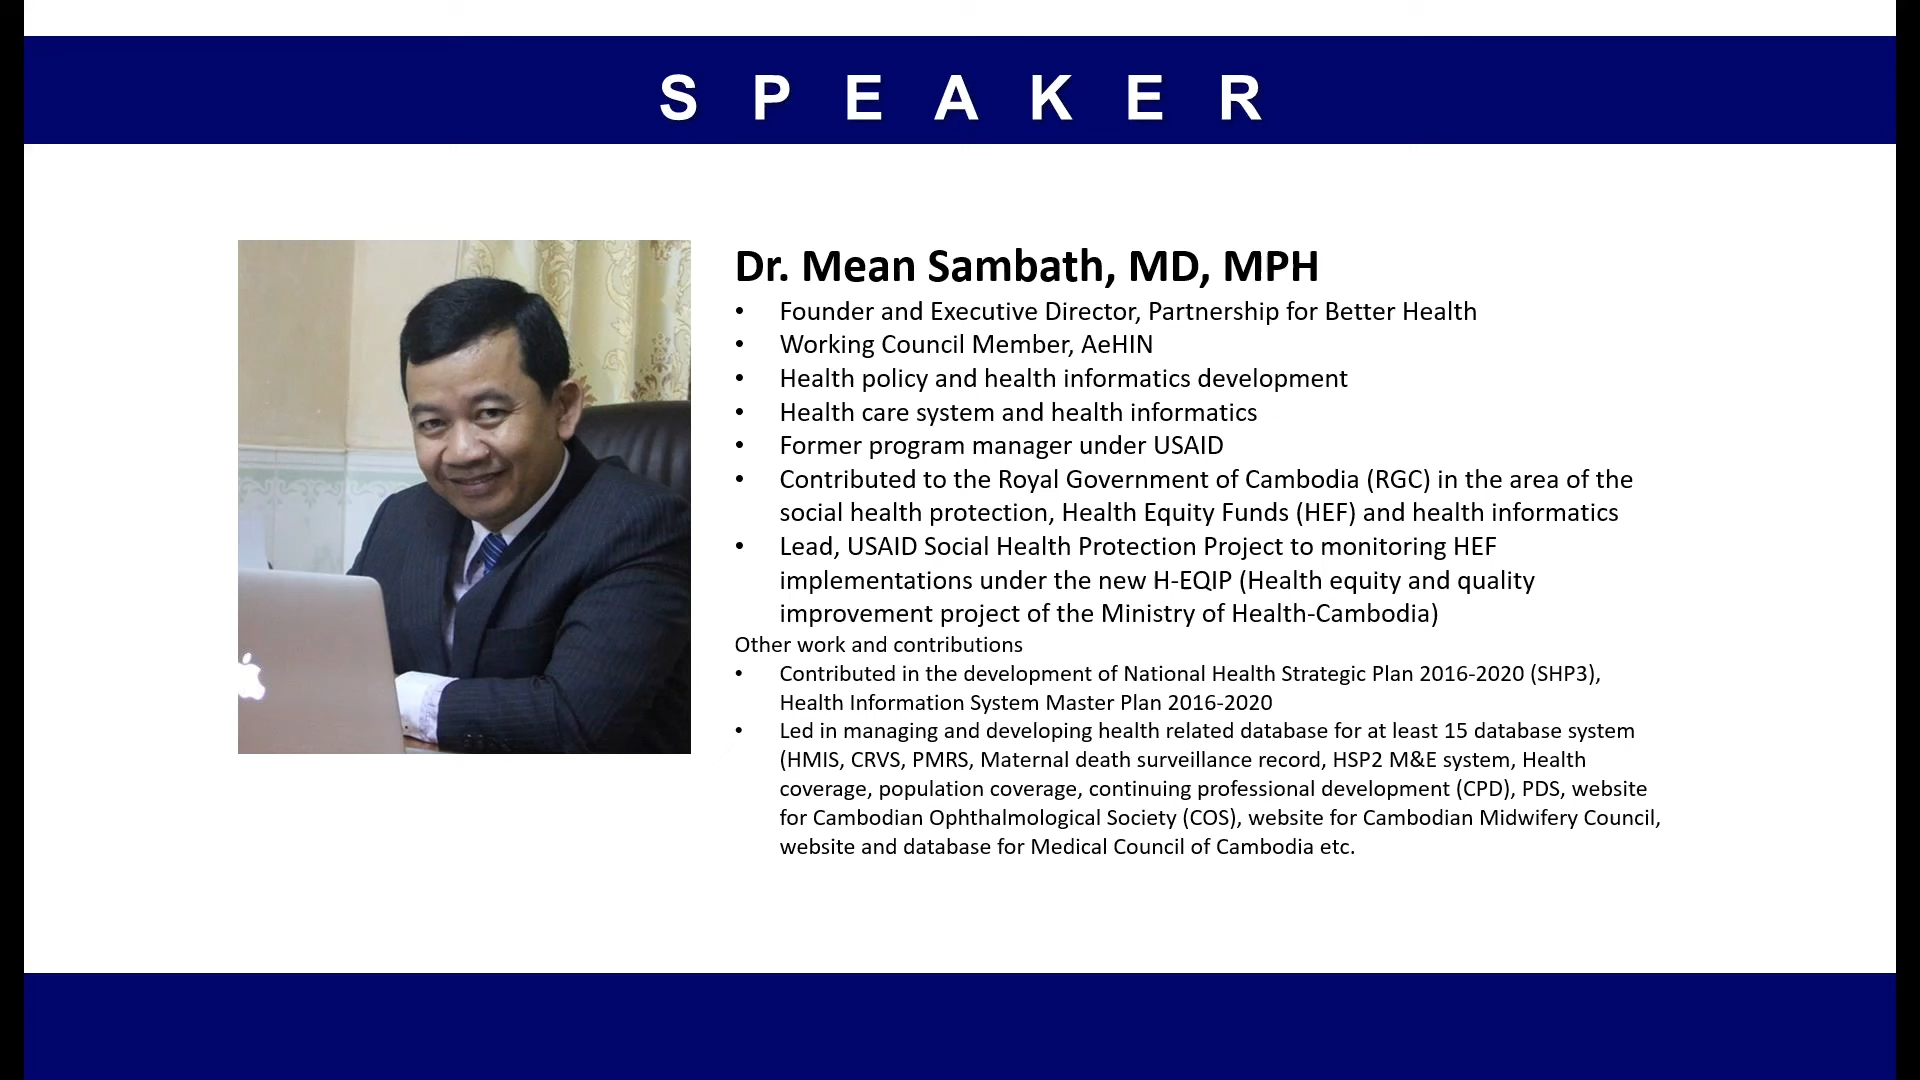 SPEAKER
Dr. Mean Sambath, MD, MPH
• Founder and Executive Director, Partnership for Better Health
• Working Council Member, AeHIN
• Health policy and health informatics development
• Health care system and health informatics
• Former program manager under USAID
• Contributed to the Royal Government of Cambodia (RGC) in the area of the
social health protection, Health Equity Funds (HEF) and health informatics
• Lead, USAID Social Health Protection Project to monitoring HEF
implementations under the new H-EQIP (Health equity and quality
improvement project of the Ministry of Health-Cambodia)
Other work and contributions
• Contributed in the development of National Health Strategic Plan 2016-2020 (SHP3),
Health Information System Master Plan 2016-2020
• Led in managing and developing health related database for at least 15 database system
(HMIS, CRVS, PMRS, Maternal death surveillance record, HSP2 M&E system, Health
coverage, population coverage, continuing professional development (CPD), PDS, website
for Cambodian Ophthalmological Society (COS), website for Cambodian Midwifery Council,
website and database for Medical Council of Cambodia etc.